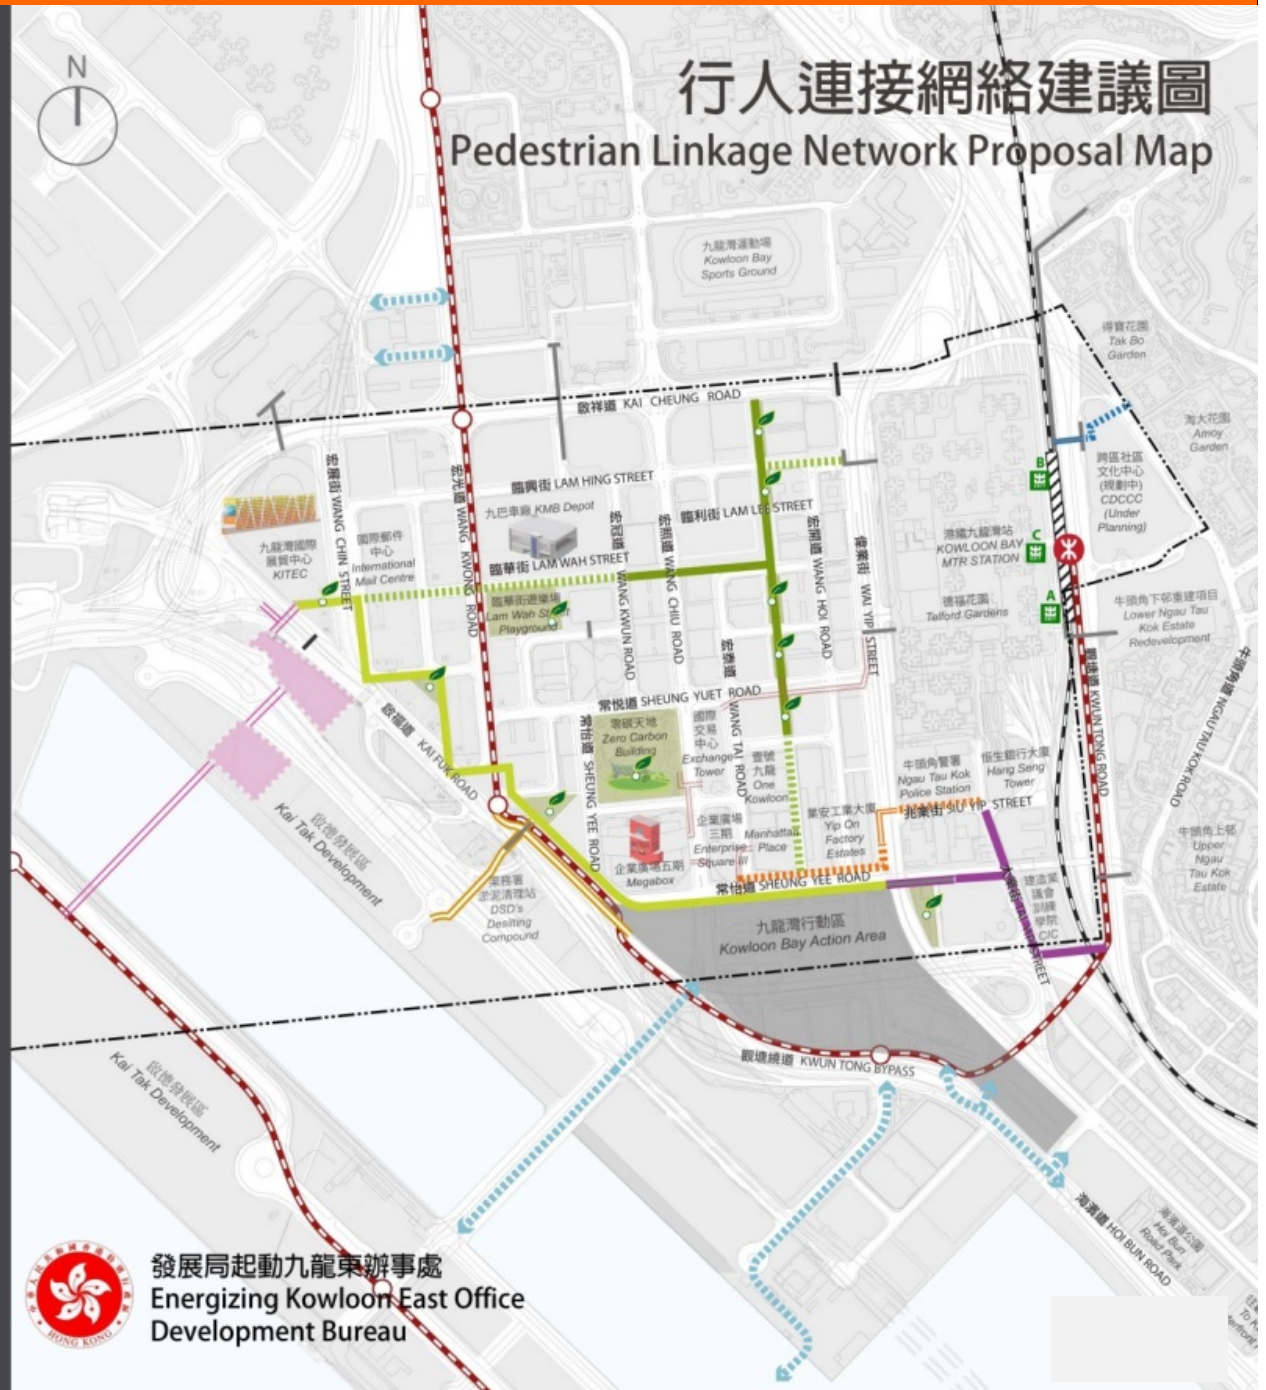 N
行人連接網絡建議圖
Pedestrian Linkage Network Proposal Map
九龍灣運動場
Kowloon Bay
Sports Ground
得寶花園
Tak Bo
Garden
啟祥道 KAI CHEUNG ROAD
淘大花園
Amoy
Garden
跨區社區
文化中心
(規劃中)
CDCCC
(Under
Planning)
B
臨興街 LAM HING STREET
九巴車廠 KMB Depot
臨利街 LAM LEE STREET
宏展街 WANG CHIN STREET
宏光道 WANG KWONG ROAD
宏冠道 WANG KWUN ROAD
宏照道 WANG CHIU ROAD
宏開道 WANG HOI ROAD
偉業街 WAI YIP STREET
九龍灣國際
展貿中心
KITEC
國際郵件
中心
International
Mail Centre
臨華街 LAM WAH STREET
港鐵九龍灣站
KOWLOON BAY
MTR STATION
C
臨華街遊樂場
Lam Wah Street
Playground
德福花園
Telford Gardens
A
牛頭角下邨重建項目
Lower Ngau Tau
Kok Estate
Redevelopment
觀塘道 KWUN TONG ROAD
牛頭角道 NGAU TAU KOK ROAD
宏泰道 WANG TAI ROAD
常悅道 SHEUNG YUET ROAD
常怡道 SHEUNG YEE ROAD
啟福道 KAI FUK ROAD
零碳天地
Zero Carbon
Building
國際
交易
中心
Exchange
Tower
壹號
九龍
One
Kowloon
牛頭角警署
Ngau Tau Kok
Police Station
恒生銀行大廈
Hang Seng
Tower
兆業街 SIU YIP STREET
業安工業大廈
Yip On
Factory
Estates
企業廣場
三期
Enterprise
Square III
Manhattan
Place
企業廣場五期
Megabox
常怡道 SHEUNG YEE ROAD
大業街 TAI YIP STREET
建造業
議會
訓練
學院
CIC
牛頭角上邨
Upper
Ngau
Tau Kok
Estate
啟德發展區
Kai Tak Development
渠務署
淤泥清理站
DSD's
Desilting
Compound
九龍灣行動區
Kowloon Bay Action Area
觀塘繞道 KWUN TONG BYPASS
啟德發展區
Kai Tak Development
海濱道 HOI BUN ROAD
海濱道公園
Hoi Bun
Road Park
HONG KONG
發展局起動九龍東辦事處
Energizing Kowloon East Office
Development Bureau